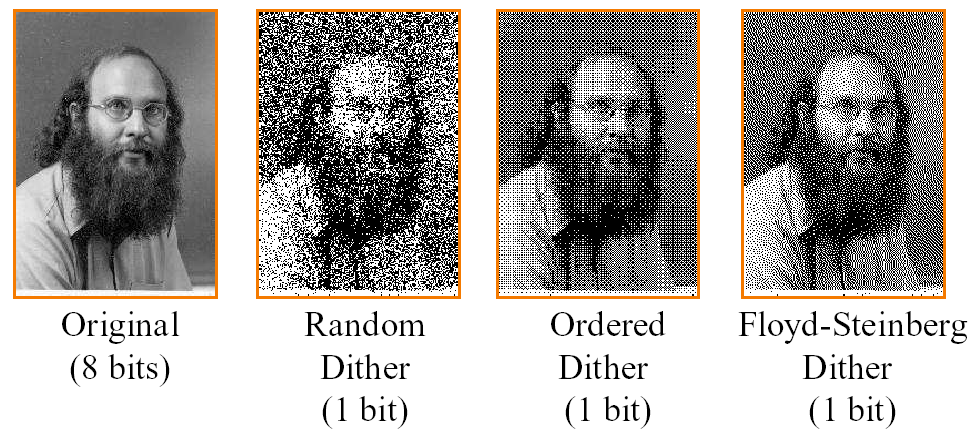 Original
(8 bits)
Random
Dither
(1 bit)
Ordered
Dither
(1 bit)
Floyd-Steinberg
Dither
(1 bit)